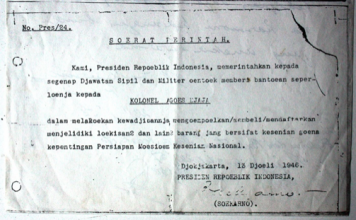 No. Pres/24.
SOERAT PERINTAH.
Kami, Presiden Repoeblik Indonesia, memerintahkan kepada
segenap Djawatan Sipil dan Militer oentoek memberi bantoean seper-
loenja kepada
KOLONEL AGOES DJAJA
dalam melakoekan kewadjibannja mengoempoelkan/membeli/mendaftarkan
menjelidiki loekisan2 dan lain2 barang jang bersifat kesenian goena
kepentingan Persiapan Moesioem Kesenian Nasional.
Djokjakarta, 15 Djoeli 1946.
PRESIDEN REPOEBLIK INDONESIA,
Soekarno.
(SOEKARNO).